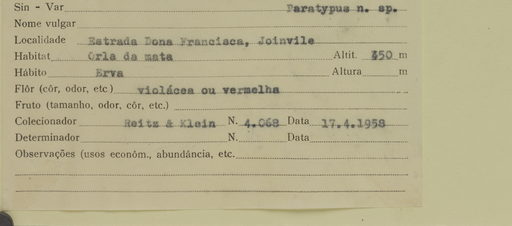 Sin - Var Paratypus n. sp.
Nome vulgar
Localidade Estrada Dona Francisca, Joinvile
Habitat Orla da mata Altit. 450 m
Hábito Erva Altura m
Flôr (côr, odor, etc) violácea ou vermelha
Fruto (tamanho, odor, côr, etc.)
Colecionador Reitz & Klein N. 4.068 Data 17.4.1958
Determinador N. Data
Observações (usos econôm., abundância, etc.